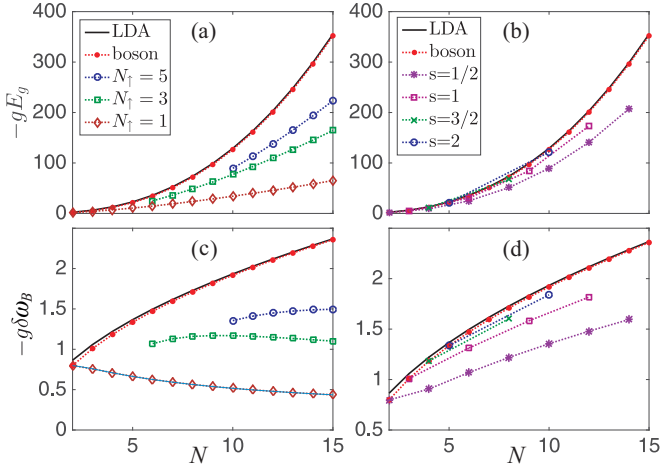 (a)
−gE_g
400
300
200
100
0
LDA
boson
N↑ = 5
N↑ = 3
N↑ = 1
(b)
400
300
200
100
0
LDA
boson
s=1/2
s=1
s=3/2
s=2
(c)
−gδω_B
2
1.5
1
0.5
0
5
10
15
N
(d)
2
1.5
1
0.5
5
10
15
N